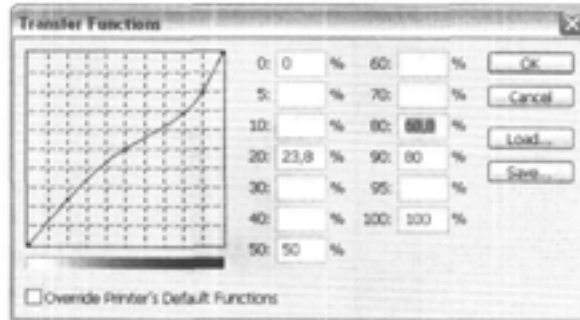 Transfer Functions
0: 0 % 60: % OK
5: % 70: % Cancel
10: % 80: % Load...
20: 23,8 % 90: 80 % Save...
30: % 95: %
40: % 100: 100 %
50: 50 %
Override Printer's Default Functions